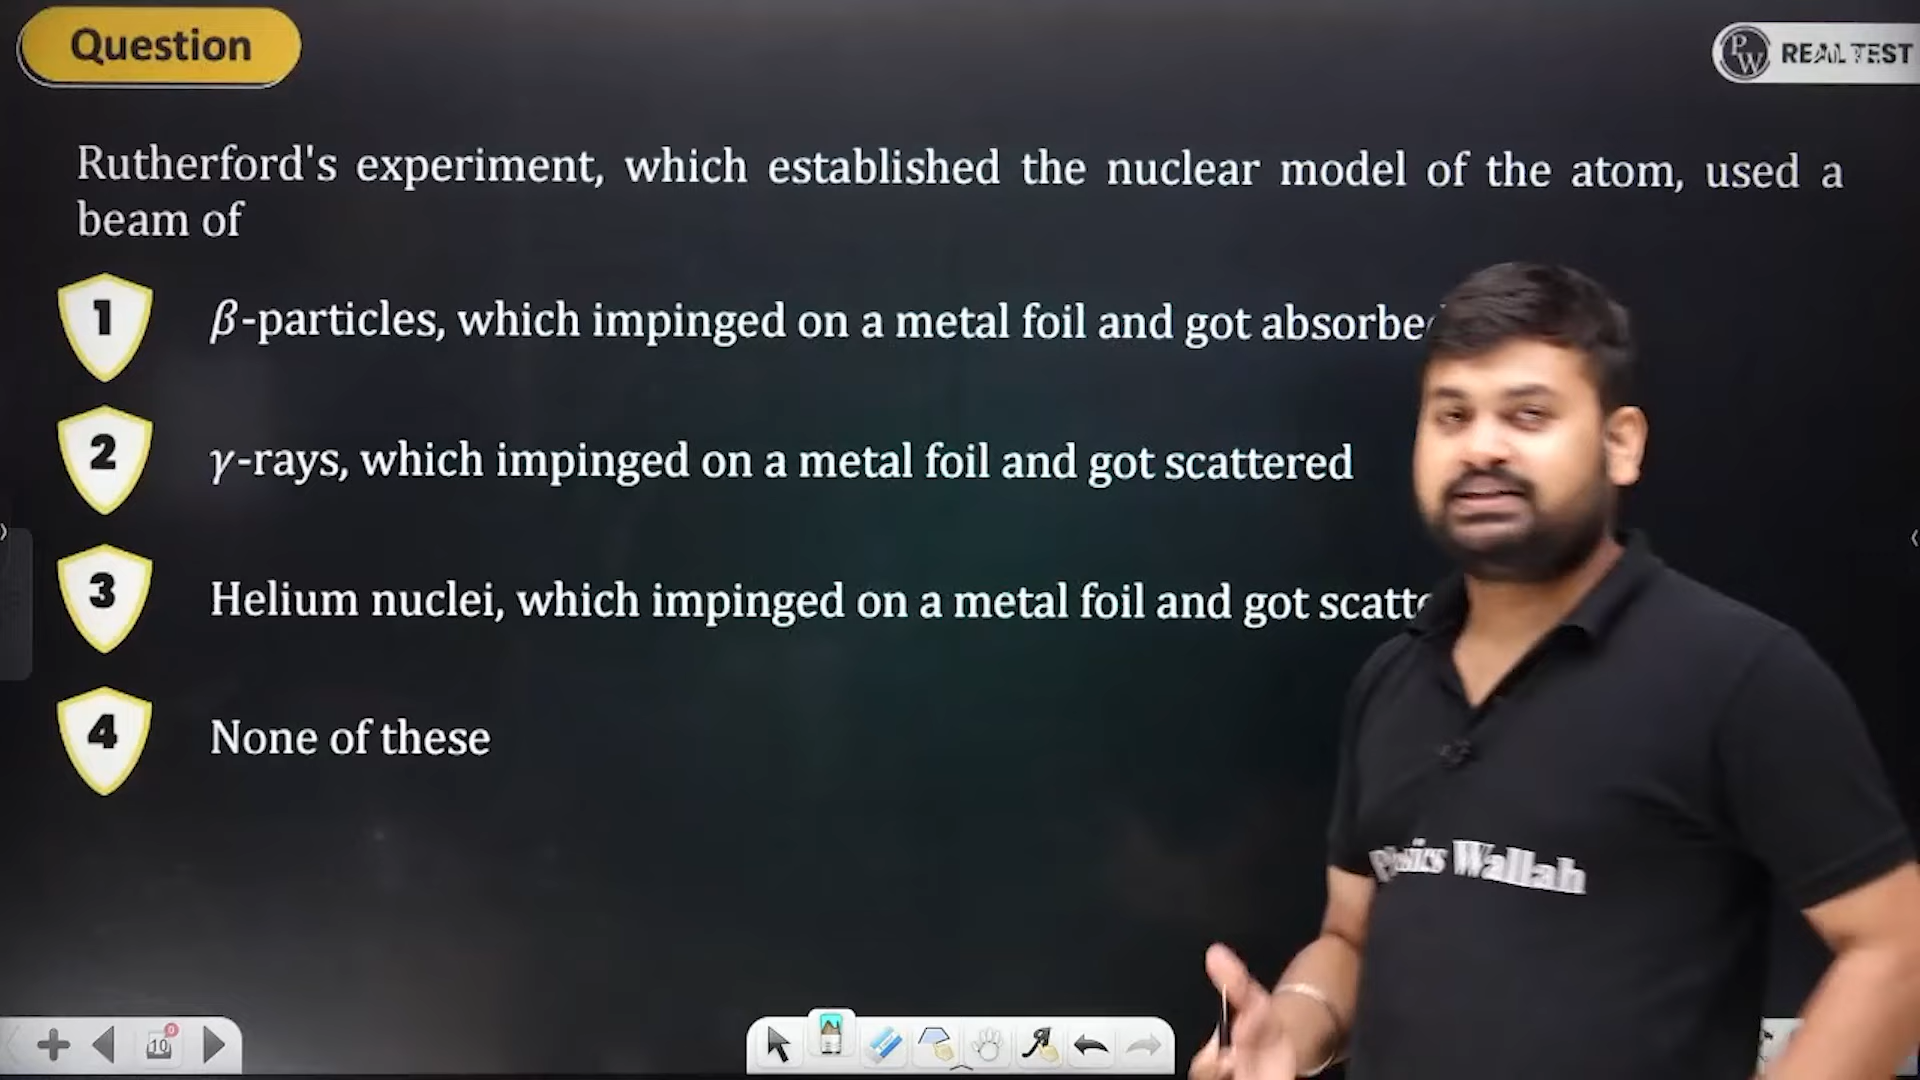 Question
PW REAL TEST
Rutherford's experiment, which established the nuclear model of the atom, used a
beam of
1 β-particles, which impinged on a metal foil and got
2 γ-rays, which impinged on a metal foil and got scattered
3 Helium nuclei, which impinged on a metal foil and got
4 None of these
Wallah
10
0